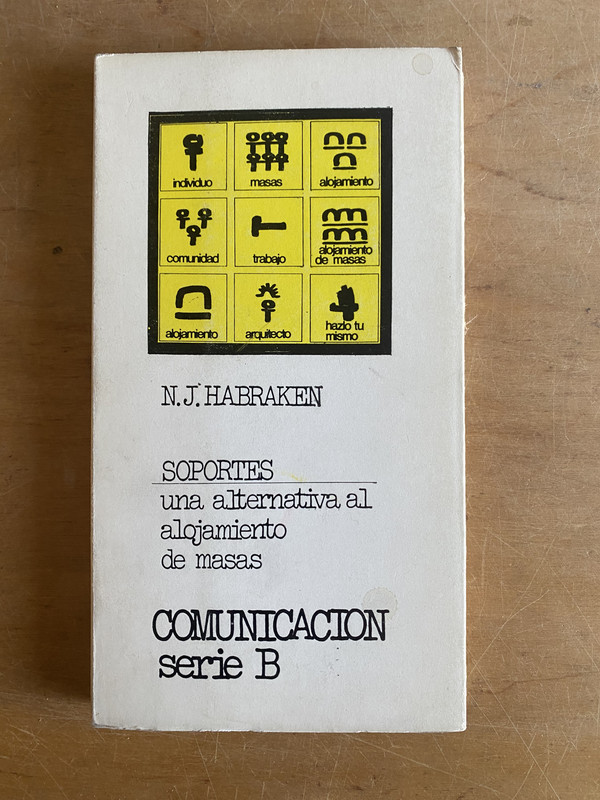 individuo
masas
alojamiento
comunidad
trabajo
alojamiento
de masas
alojamiento
arquitecto
hazlo tu
mismo
N.J. HABRAKEN
SOPORTES
una alternativa al
alojamiento
de masas
COMUNICACION
serie B